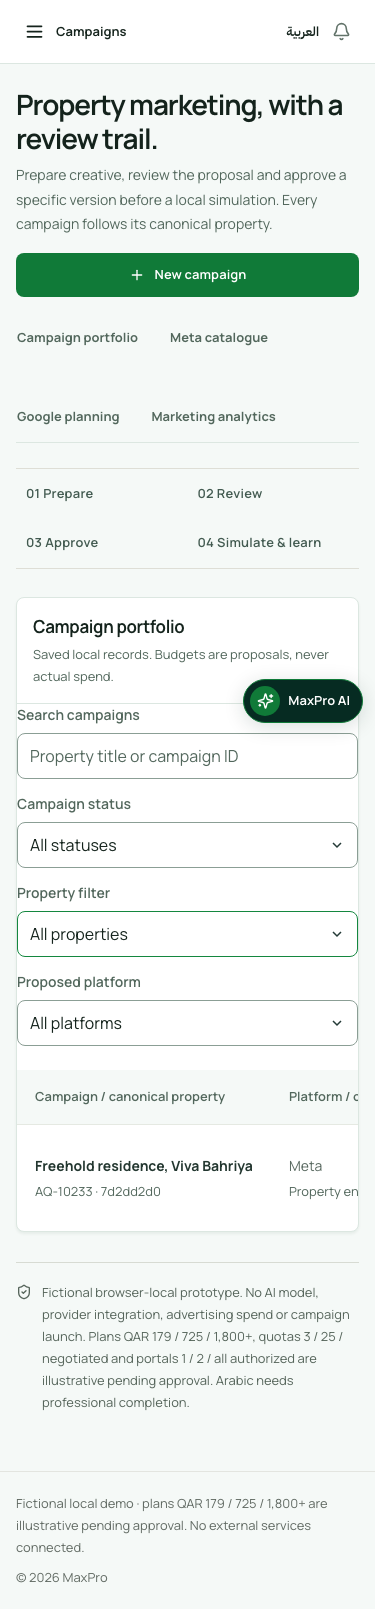 Campaigns
العربية
Property marketing, with a
review trail.
Prepare creative, review the proposal and approve a
specific version before a local simulation. Every
campaign follows its canonical property.
New campaign
Campaign portfolio
Meta catalogue
Google planning
Marketing analytics
01 Prepare
02 Review
03 Approve
04 Simulate & learn
Campaign portfolio
Saved local records. Budgets are proposals, never
actual spend.
MaxPro AI
Search campaigns
Property title or campaign ID
Campaign status
All statuses
Property filter
All properties
Proposed platform
All platforms
Campaign / canonical property
Platform /
Freehold residence, Viva Bahriya
Meta
AQ-10233 · 7d2dd2d0
Property
Fictional browser-local prototype. No AI model,
provider integration, advertising spend or campaign
launch. Plans QAR 179 / 725 / 1,800+, quotas 3 / 25 /
negotiated and portals 1 / 2 / all authorized are
illustrative pending approval. Arabic needs
professional completion.
Fictional local demo · plans QAR 179 / 725 / 1,800+ are
illustrative pending approval. No external services
connected.
© 2026 MaxPro